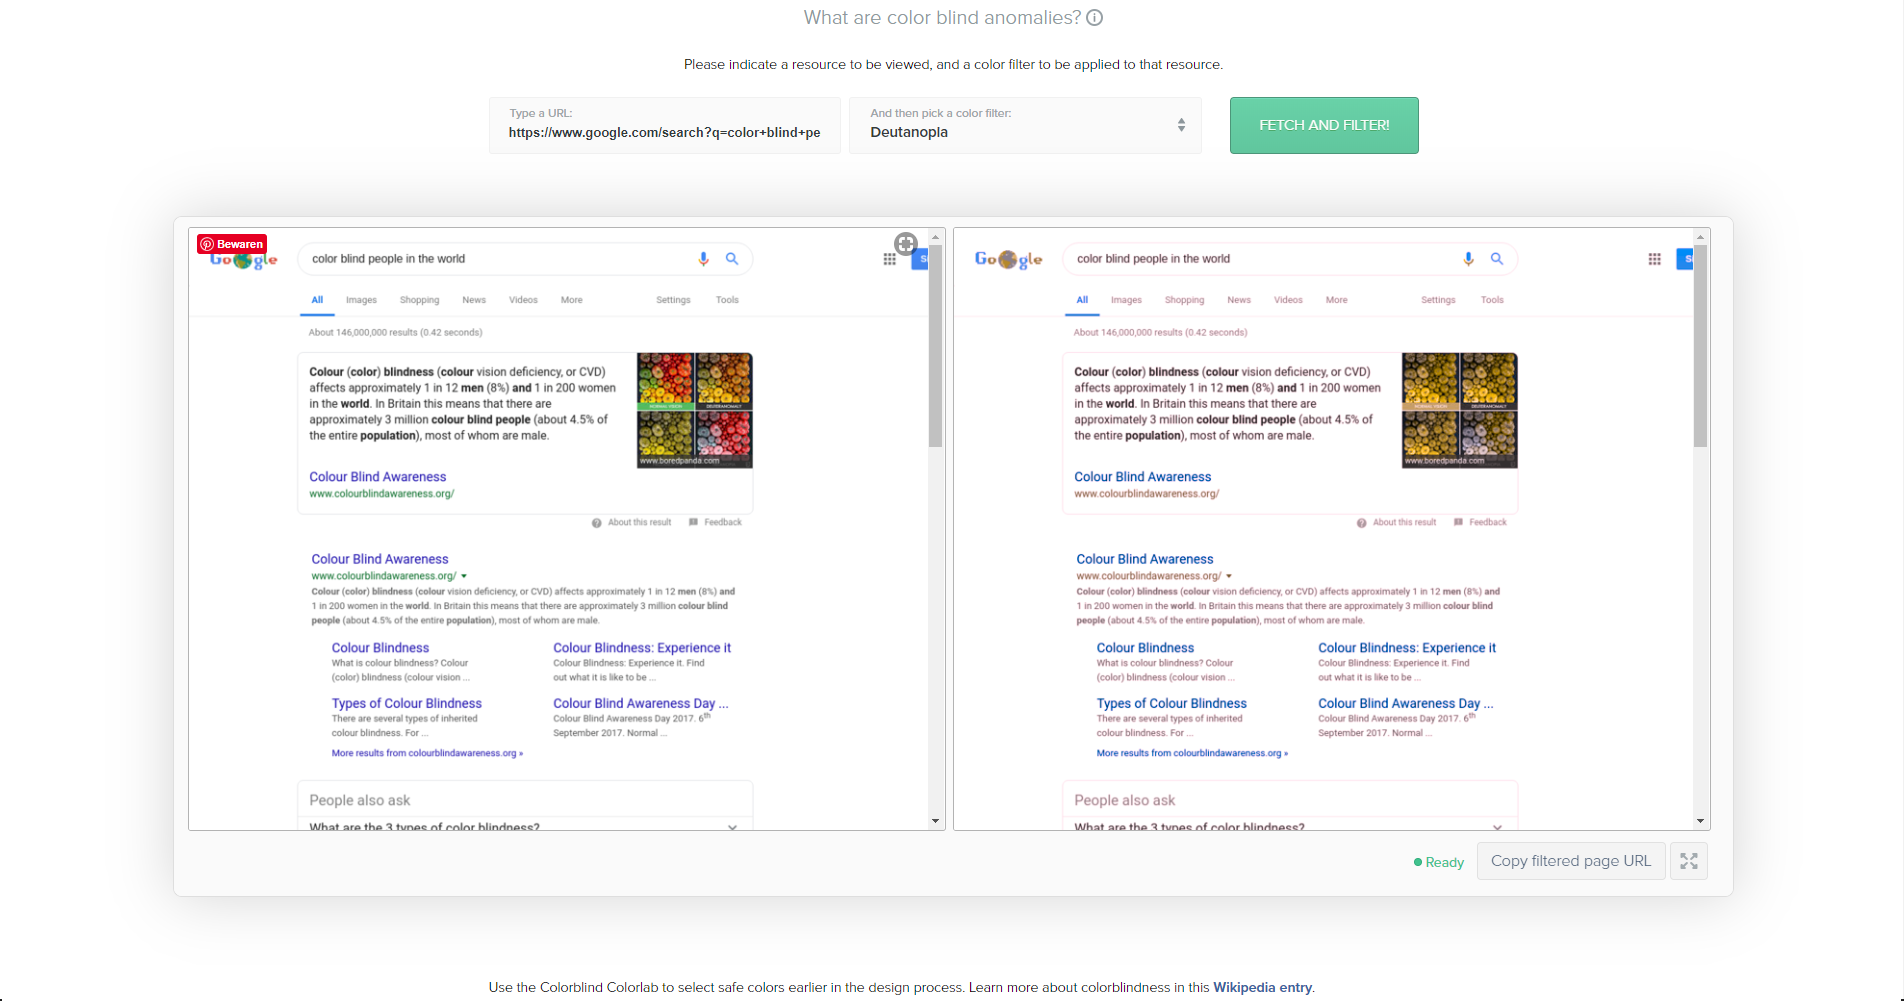 What are color blind anomalies?
Please indicate a resource to be viewed, and a color filter to be applied to that resource.
Type a URL:
https://www.google.com/search?q=color+blind+pe
And then pick a color filter:
Deutanopia
FETCH AND FILTER!
Bewaren
Google
color blind people in the world
All Images Shopping News Videos More Settings Tools
About 146,000,000 results (0.42 seconds)
Colour (color) blindness (colour vision deficiency, or CVD)
affects approximately 1 in 12 men (8%) and 1 in 200 women
in the world. In Britain this means that there are
approximately 3 million colour blind people (about 4.5% of
the entire population), most of whom are male.
NORMAL VISION DEUTERANOMALY
www.boredpanda.com
Colour Blind Awareness
www.colourblindawareness.org/
About this result Feedback
Colour Blind Awareness
www.colourblindawareness.org/
Colour (color) blindness (colour vision deficiency, or CVD) affects approximately 1 in 12 men (8%) and
1 in 200 women in the world. In Britain this means that there are approximately 3 million colour blind
people (about 4.5% of the entire population), most of whom are male.
Colour Blindness
What is colour blindness? Colour
(color) blindness (colour vision ...
Colour Blindness: Experience it
Colour Blindness: Experience it. Find
out what it is like to be ...
Types of Colour Blindness
There are several types of inherited
colour blindness. For ...
Colour Blind Awareness Day ...
Colour Blind Awareness Day 2017. 6th
September 2017. Normal ...
More results from colourblindawareness.org »
People also ask
What are the 3 types of color blindness?
Google
color blind people in the world
All Images Shopping News Videos More Settings Tools
About 146,000,000 results (0.42 seconds)
Colour (color) blindness (colour vision deficiency, or CVD)
affects approximately 1 in 12 men (8%) and 1 in 200 women
in the world. In Britain this means that there are
approximately 3 million colour blind people (about 4.5% of
the entire population), most of whom are male.
NORMAL VISION DEUTERANOMALY
www.boredpanda.com
Colour Blind Awareness
www.colourblindawareness.org/
About this result Feedback
Colour Blind Awareness
www.colourblindawareness.org/
Colour (color) blindness (colour vision deficiency, or CVD) affects approximately 1 in 12 men (8%) and
1 in 200 women in the world. In Britain this means that there are approximately 3 million colour blind
people (about 4.5% of the entire population), most of whom are male.
Colour Blindness
What is colour blindness? Colour
(color) blindness (colour vision ...
Colour Blindness: Experience it
Colour Blindness: Experience it. Find
out what it is like to be ...
Types of Colour Blindness
There are several types of inherited
colour blindness. For ...
Colour Blind Awareness Day ...
Colour Blind Awareness Day 2017. 6th
September 2017. Normal ...
More results from colourblindawareness.org »
People also ask
What are the 3 types of color blindness?
Ready
Copy filtered page URL
Use the Colorblind Colorlab to select safe colors earlier in the design process. Learn more about colorblindness in this Wikipedia entry.